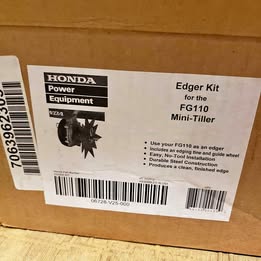 7063962303
HONDA
Power
Equipment
Edger Kit
for the
FG110
Mini-Tiller
• Use your FG110 as an edger
• Includes an edging tine and guide wheel
• Easy, No-Tool Installation
• Durable Steel Construction
• Produces a clean, finished edge
06728-V25-000